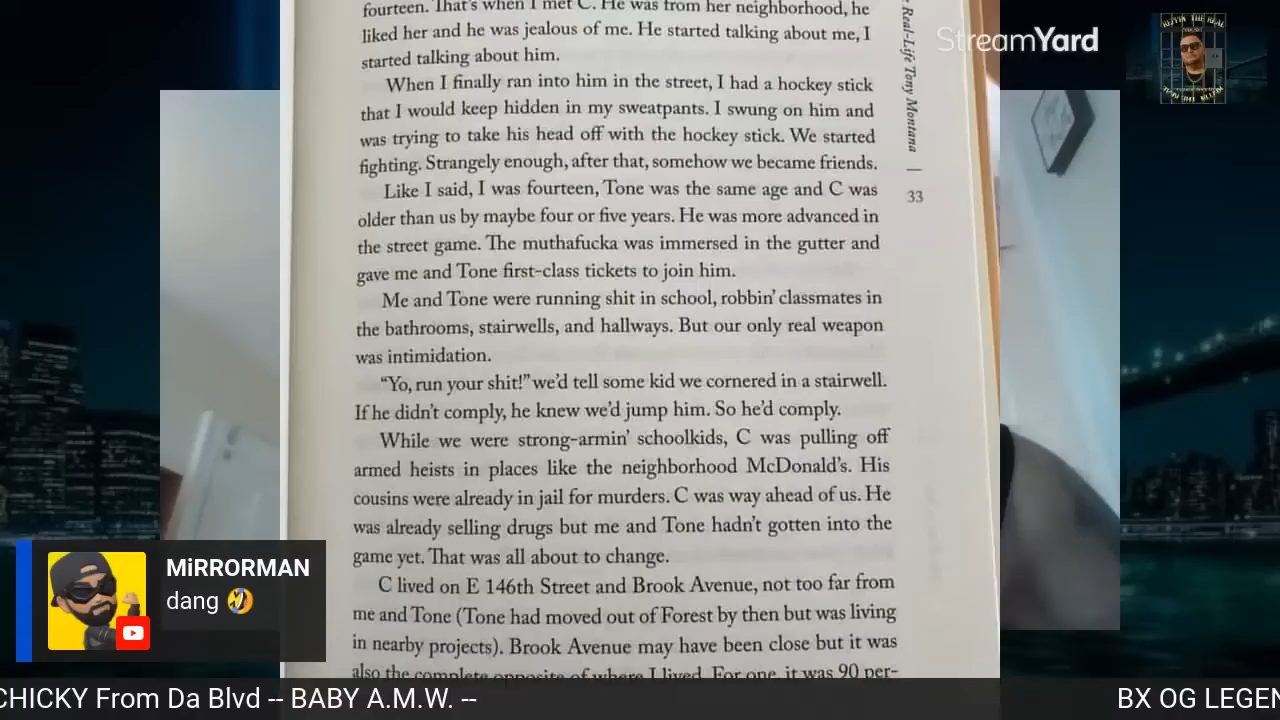 fourteen. That's when I met C. He was from her neighborhood, he
liked her and he was jealous of me. He started talking about me, I
started talking about him.
When I finally ran into him in the street, I had a hockey stick
that I would keep hidden in my sweatpants. I swung on him and
was trying to take his head off with the hockey stick. We started
fighting. Strangely enough, after that, somehow we became friends.
Like I said, I was fourteen, Tone was the same age and C was
older than us by maybe four or five years. He was more advanced in
the street game. The muthafucka was immersed in the gutter and
gave me and Tone first-class tickets to join him.
Me and Tone were running shit in school, robbin' classmates in
the bathrooms, stairwells, and hallways. But our only real weapon
was intimidation.
“Yo, run your shit!” we'd tell some kid we cornered in a stairwell.
If he didn't comply, he knew we'd jump him. So he'd comply.
While we were strong-armin' schoolkids, C was pulling off
armed heists in places like the neighborhood McDonald's. His
cousins were already in jail for murders. C was way ahead of us. He
was already selling drugs but me and Tone hadn't gotten into the
game yet. That was all about to change.
C lived on E 146th Street and Brook Avenue, not too far from
me and Tone (Tone had moved out of Forest by then but was living
in nearby projects). Brook Avenue may have been close but it was
also the complete opposite of where I lived. For one, it was 90 per-
Real-Life Tony Montana |
33
StreamYard
MiRRORMAN
dang 🤣
CHICKY From Da Blvd -- BABY A.M.W. --
BX OG LEGEN